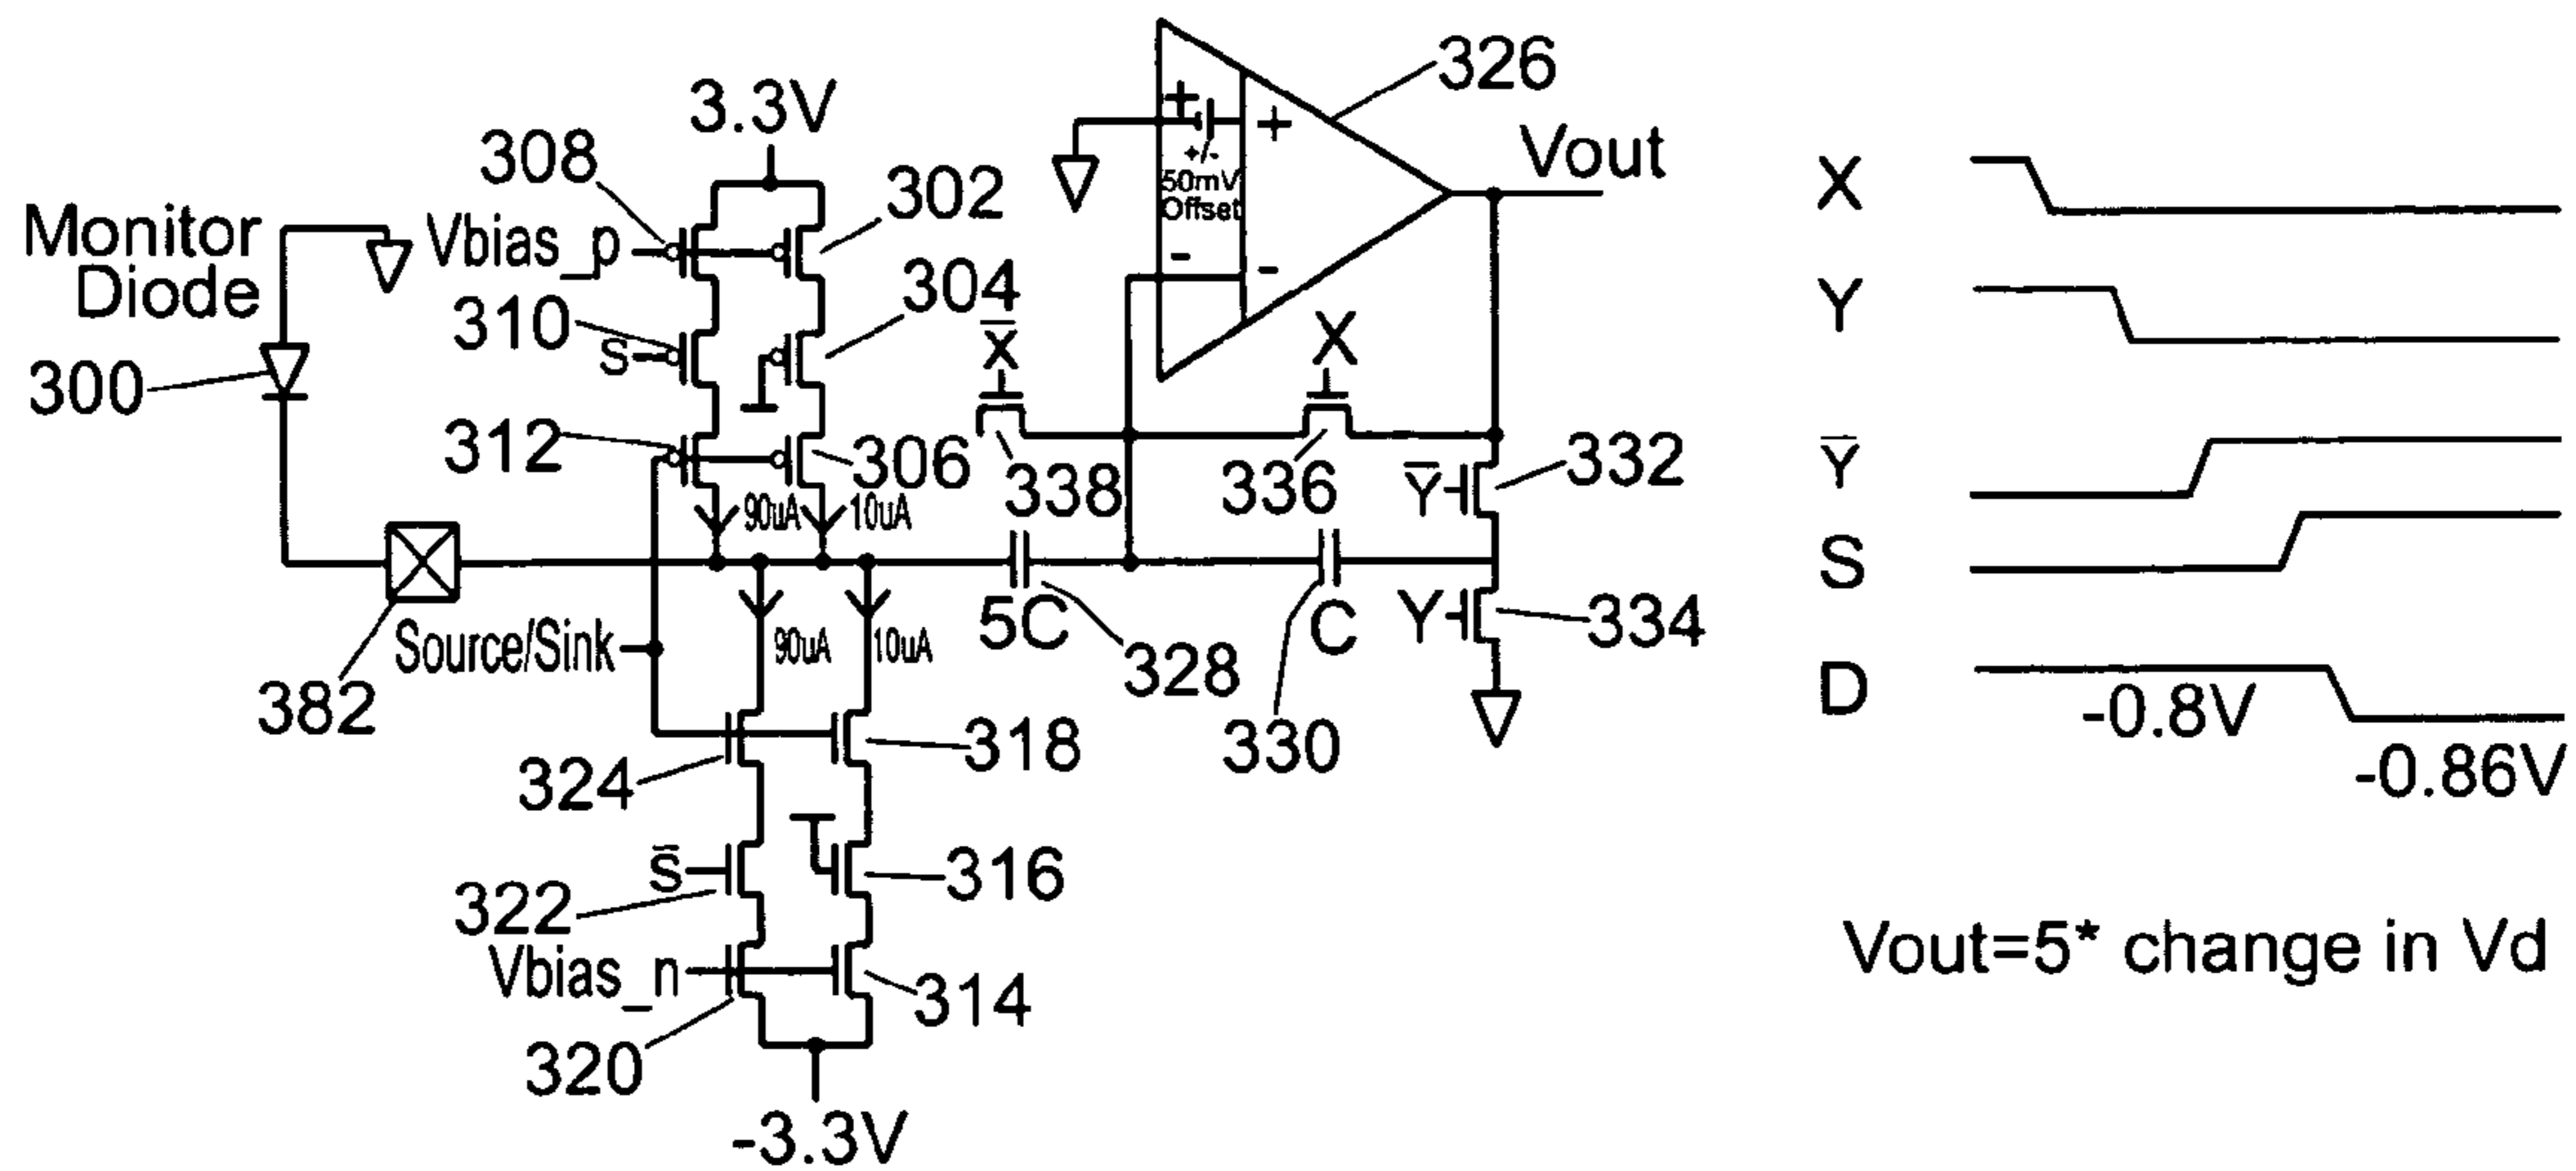 326
3.3V
Vout
308
302
X
Monitor
Diode
Vbias_p
+
+
+/-
50mV
Offset
-
-
304
Y
310
S
X̅
X
300
312
306
338
336
Y̅
332
Y̅
90uA
10uA
S
5C
C
Y
334
Source/Sink
90uA
10uA
328
382
330
D
-0.8V
324
318
-0.86V
S̅
316
322
Vbias_n
314
Vout=5* change in Vd
320
-3.3V